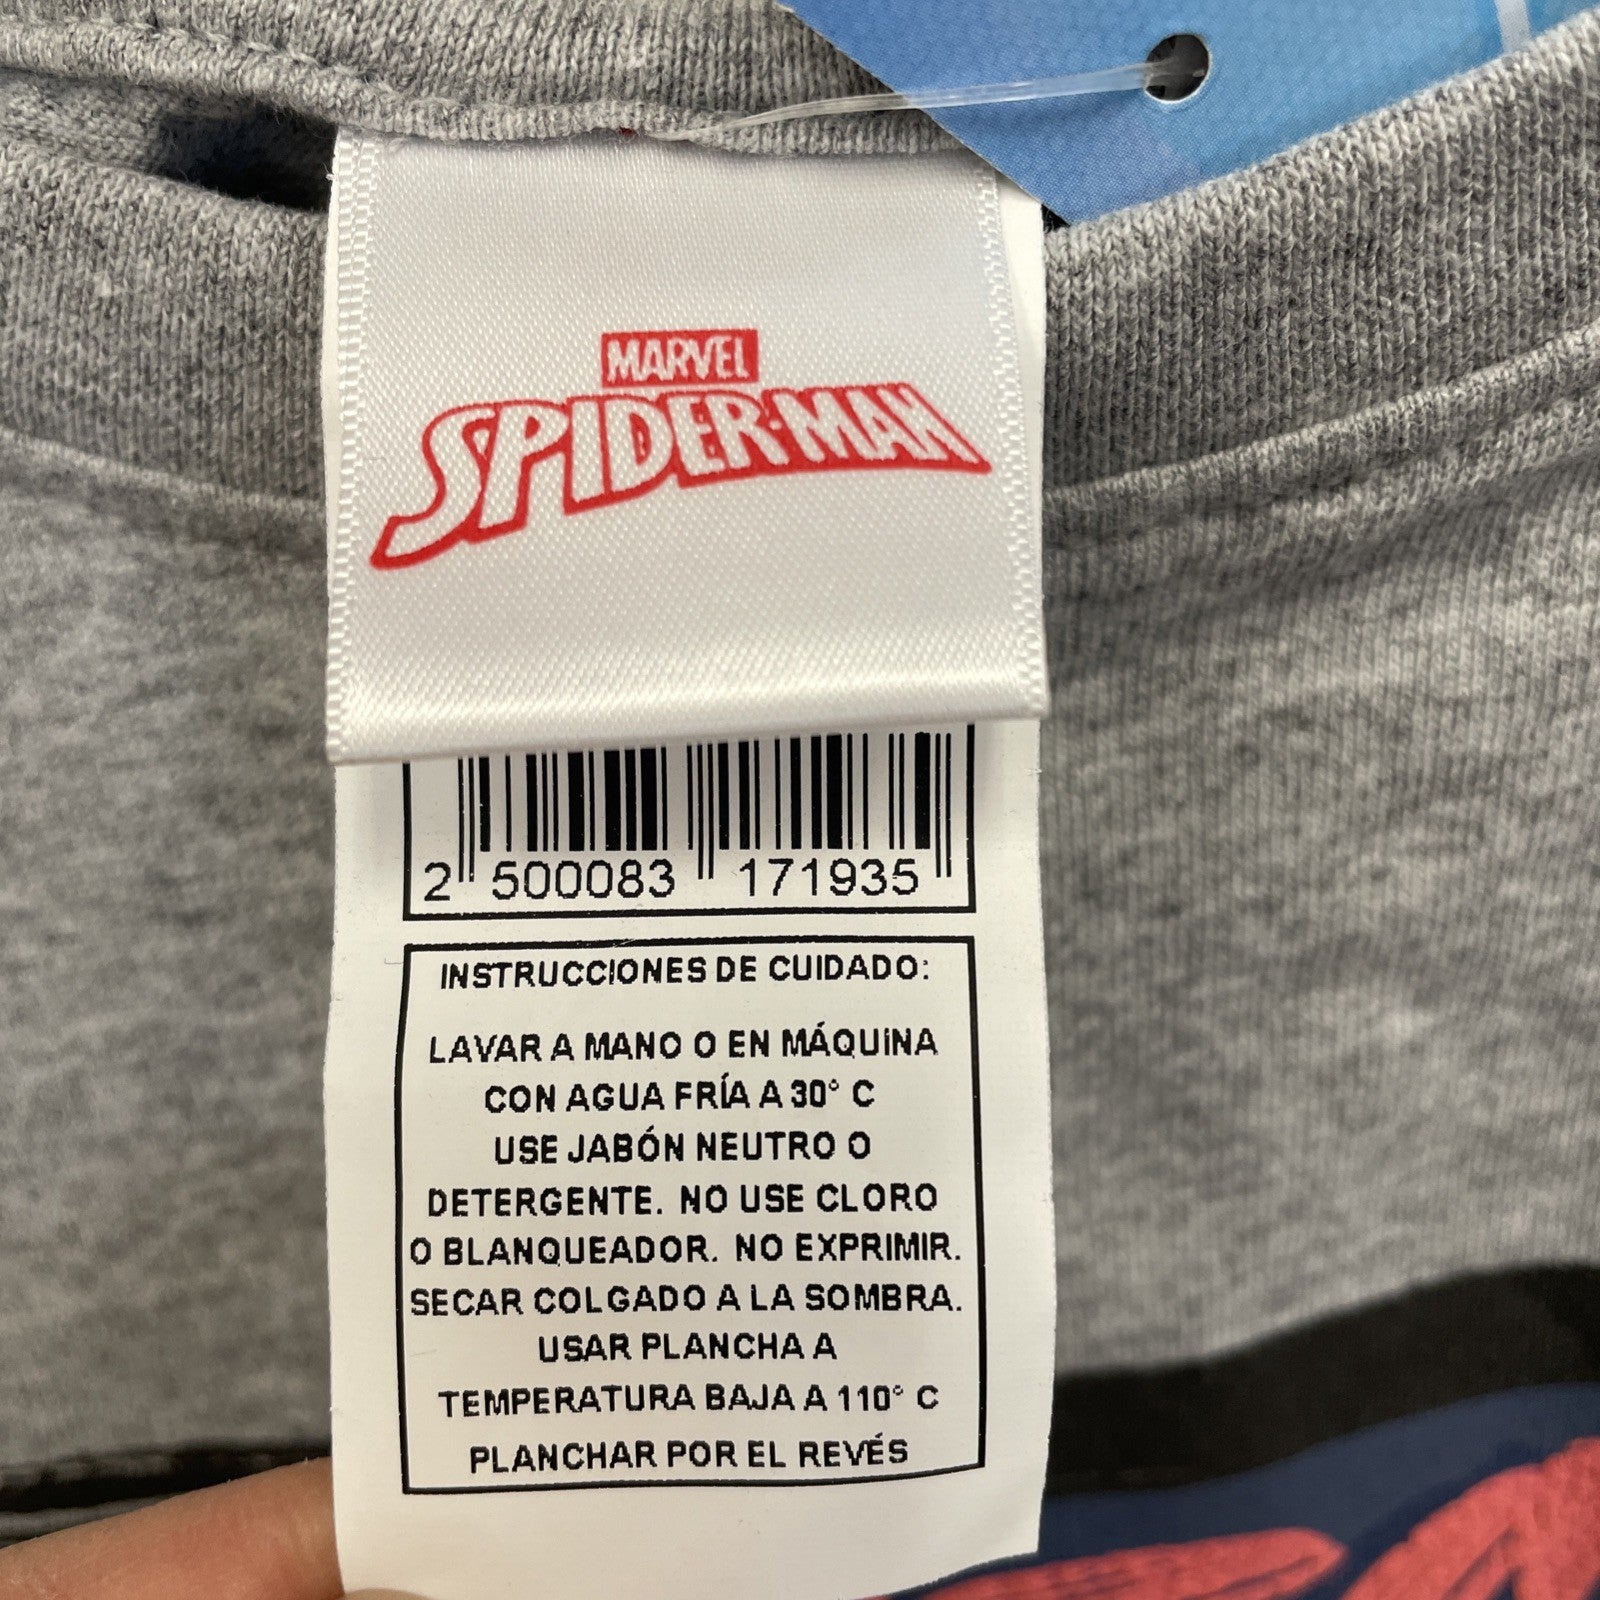 MARVEL
SPIDER-MAN
2 500083 171935
INSTRUCCIONES DE CUIDADO:
LAVAR A MANO O EN MÁQUINA
CON AGUA FRÍA A 30° C
USE JABÓN NEUTRO O
DETERGENTE. NO USE CLORO
O BLANQUEADOR. NO EXPRIMIR.
SECAR COLGADO A LA SOMBRA.
USAR PLANCHA A
TEMPERATURA BAJA A 110° C
PLANCHAR POR EL REVÉS